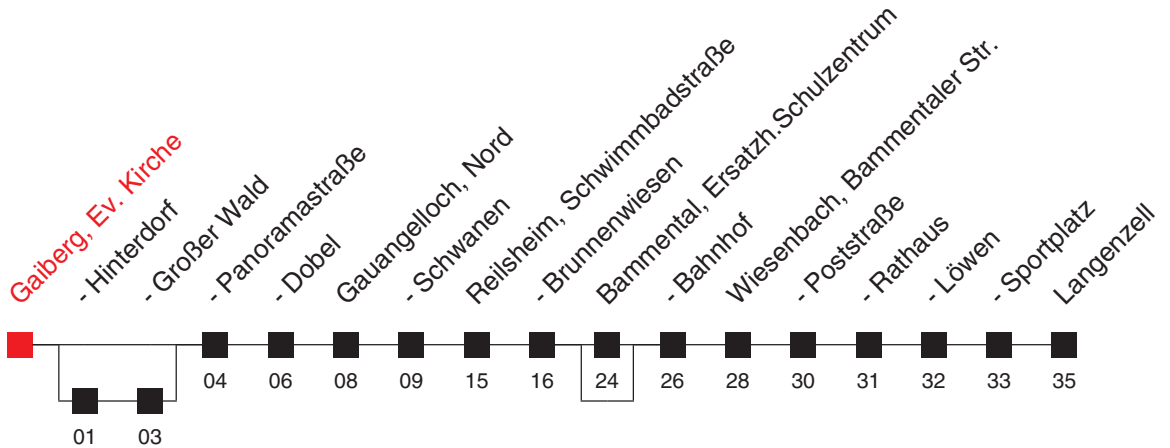 Gaiberg, Ev. Kirche
- Hinterdorf
- Großer Wald
- Panoramastraße
- Dobel
Gauangelloch, Nord
- Schwanen
Reilsheim, Schwimmbadstraße
- Brunnenwiesen
Bammental, Ersatzh.Schulzentrum
- Bahnhof
Wiesenbach, Bammentaler Str.
- Poststraße
- Rathaus
- Löwen
- Sportplatz
Langenzell
04 06 08 09 15 16 24 26 28 30 31 32 33 35
01 03